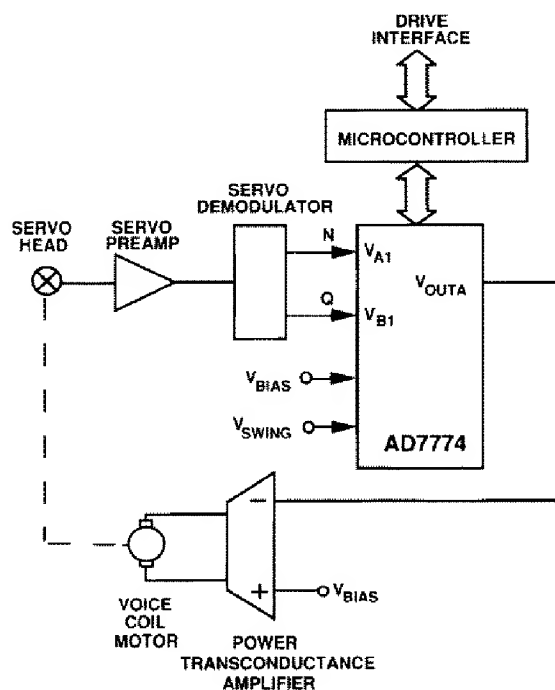 DRIVE
INTERFACE
MICROCONTROLLER
SERVO
DEMODULATOR
SERVO
HEAD
SERVO
PREAMP
N
Q
VA1
VB1
VOUTA
VBIAS
VSWING
AD7774
−
+
VBIAS
VOICE
COIL
MOTOR
POWER
TRANSCONDUCTANCE
AMPLIFIER